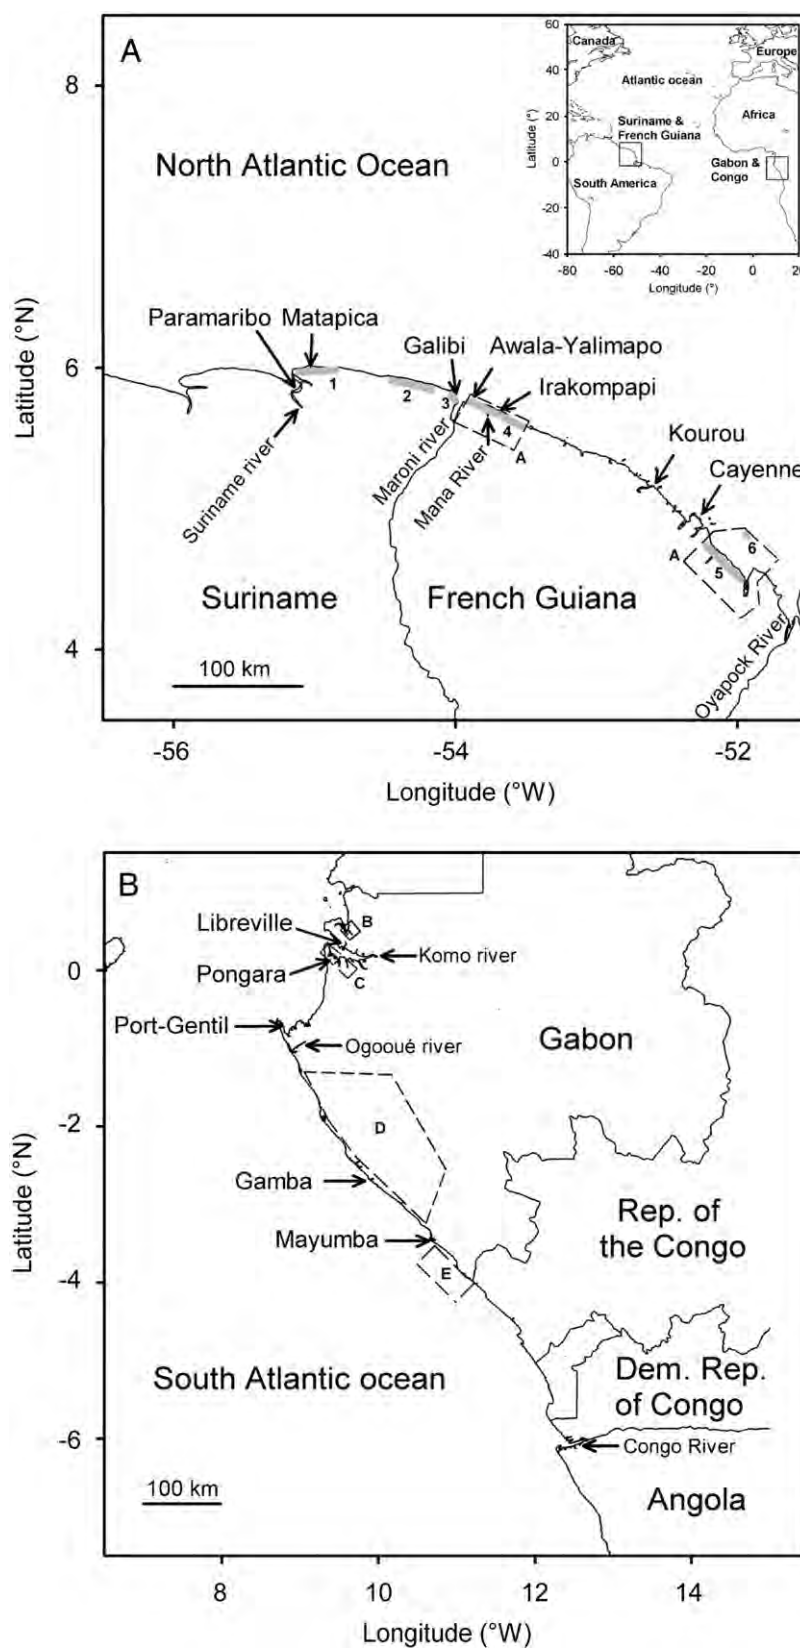 A
60
40
20
0
-20
-40
Latitude (°)
Canada
Europe
Atlantic ocean
Africa
Suriname &
French Guiana
Gabon &
Congo
South America
-80
-60
-40
-20
0
20
Longitude (°)
8
North Atlantic Ocean
Latitude (°N)
6
Paramaribo
Matapica
Galibi
Awala-Yalimapo
Irakompapi
1
2
3
4
A
Suriname river
Maroni river
Mana River
Kourou
Cayenne
A
5
6
Oyapock River
Suriname
French Guiana
4
100 km
-56
-54
-52
Longitude (°W)
B
Libreville
B
Komo river
Pongara
C
0
Port-Gentil
Ogooué river
Gabon
D
-2
Latitude (°N)
Gamba
Mayumba
E
Rep. of
the Congo
-4
South Atlantic ocean
Dem. Rep.
of Congo
-6
Congo River
100 km
Angola
8
10
12
14
Longitude (°W)